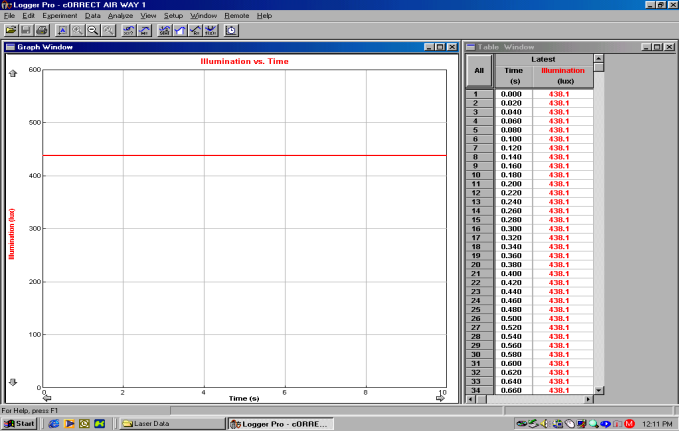 Logger Pro - cORRECT AIR WAY 1
File Edit Experiment Data Analyze View Setup Window Remote Help
Graph Window
Illumination vs. Time
600
500
400
300
200
100
0
Illumination (lux)
0 2 4 6 8 10
Time (s)
Table Window
Latest
All Time Illumination
(s) (lux)
1 0.000 438.1
2 0.020 438.1
3 0.040 438.1
4 0.060 438.1
5 0.080 438.1
6 0.100 438.1
7 0.120 438.1
8 0.140 438.1
9 0.160 438.1
10 0.180 438.1
11 0.200 438.1
12 0.220 438.1
13 0.240 438.1
14 0.260 438.1
15 0.280 438.1
16 0.300 438.1
17 0.320 438.1
18 0.340 438.1
19 0.360 438.1
20 0.380 438.1
21 0.400 438.1
22 0.420 438.1
23 0.440 438.1
24 0.460 438.1
25 0.480 438.1
26 0.500 438.1
27 0.520 438.1
28 0.540 438.1
29 0.560 438.1
30 0.580 438.1
31 0.600 438.1
32 0.620 438.1
33 0.640 438.1
34 0.660 438.1
For Help, press F1
Start Laser Data Logger Pro - cORRE... 12:11 PM